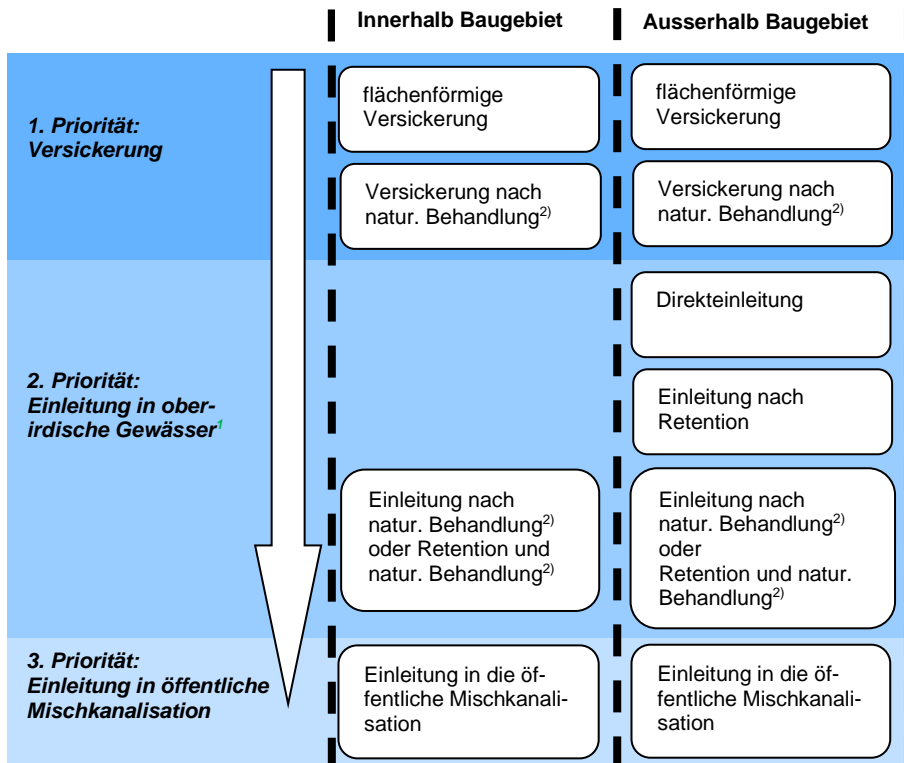 Innerhalb Baugebiet
Ausserhalb Baugebiet
1. Priorität:
Versickerung
flächenförmige
Versickerung
flächenförmige
Versickerung
Versickerung nach
natur. Behandlung2)
Versickerung nach
natur. Behandlung2)
2. Priorität:
Einleitung in ober-
irdische Gewässer1
Direkteinleitung
Einleitung nach
Retention
Einleitung nach
natur. Behandlung2)
oder Retention und
natur. Behandlung2)
Einleitung nach
natur. Behandlung2)
oder
Retention und natur.
Behandlung2)
3. Priorität:
Einleitung in öffentliche
Mischkanalisation
Einleitung in die öf-
fentliche Mischkanali-
sation
Einleitung in die öf-
fentliche Mischkanali-
sation